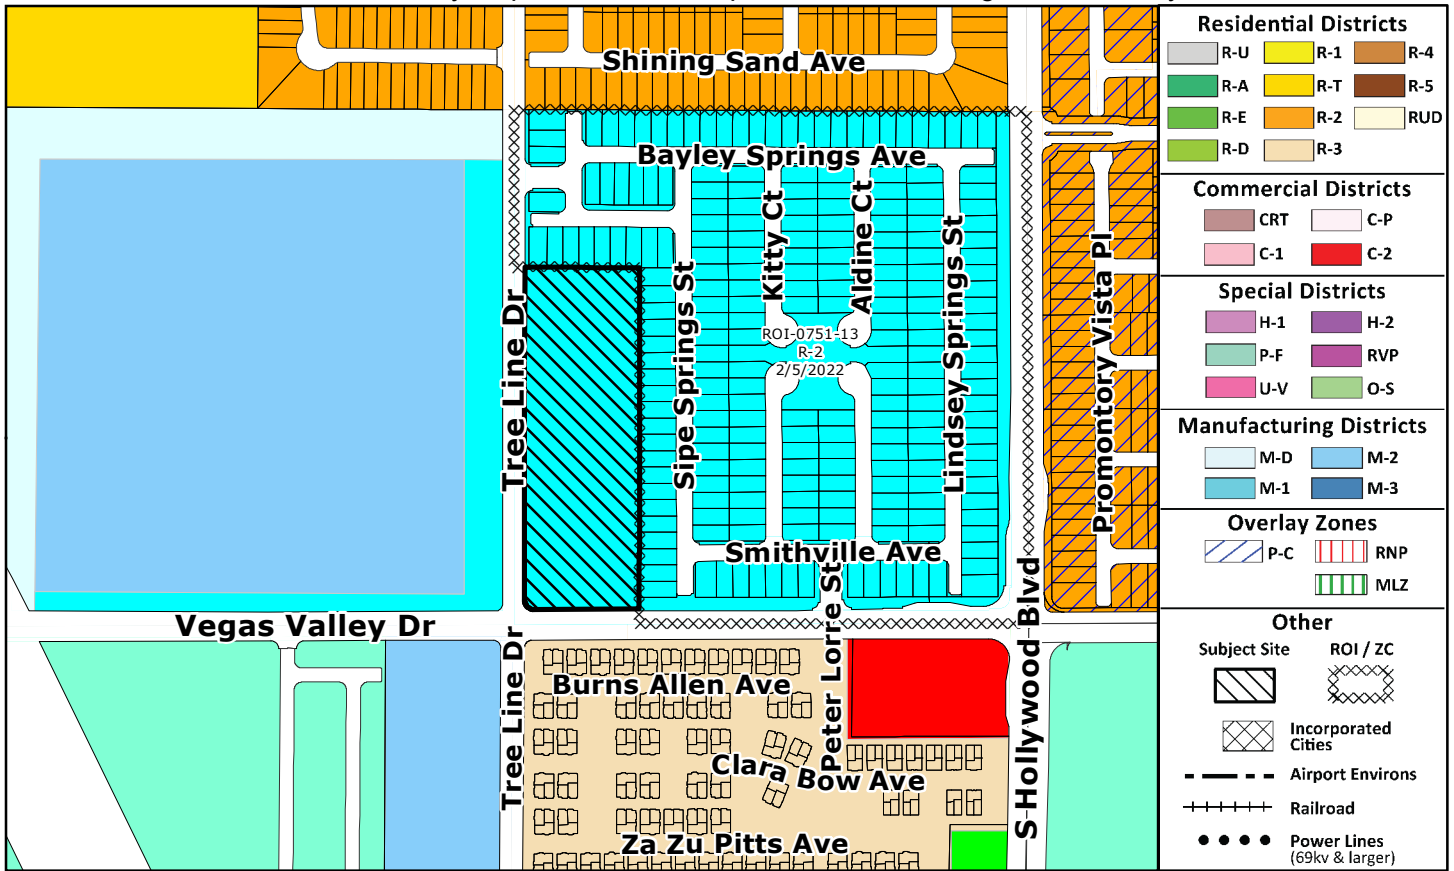 Shining Sand Ave
Bayley Springs Ave
Kitty Ct
Aldine Ct
Lindsey Springs St
Sipe Springs St
Tree Line Dr
Promontory Vista Pl
ROI-0751-13
R-2
2/5/2022
Smithville Ave
Vegas Valley Dr
Tree Line Dr
Burns Allen Ave
Peter Lorre St
Clara Bow Ave
S Hollywood Blvd
Za Zu Pitts Ave
Residential Districts
R-U R-1 R-4
R-A R-T R-5
R-E R-2 RUD
R-D R-3
Commercial Districts
CRT C-P
C-1 C-2
Special Districts
H-1 H-2
P-F RVP
U-V O-S
Manufacturing Districts
M-D M-2
M-1 M-3
Overlay Zones
P-C RNP
MLZ
Other
Subject Site ROI / ZC
Incorporated
Cities
Airport Environs
Railroad
Power Lines
(69kv & larger)